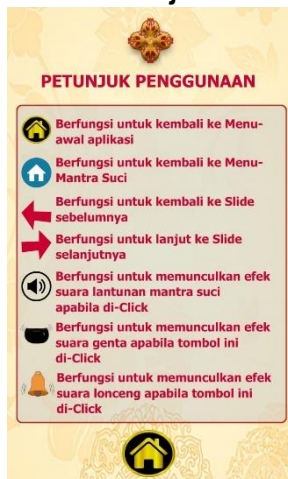 PETUNJUK PENGGUNAAN
Berfungsi untuk kembali ke Menu-
awal aplikasi
Berfungsi untuk kembali ke Menu-
Mantra Suci
Berfungsi untuk kembali ke Slide
sebelumnya
Berfungsi untuk lanjut ke Slide
selanjutnya
Berfungsi untuk memunculkan efek
suara lantunan mantra suci
apabila di-Click
Berfungsi untuk memunculkan efek
suara genta apabila tombol ini
di-Click
Berfungsi untuk memunculkan efek
suara lonceng apabila tombol ini
di-Click